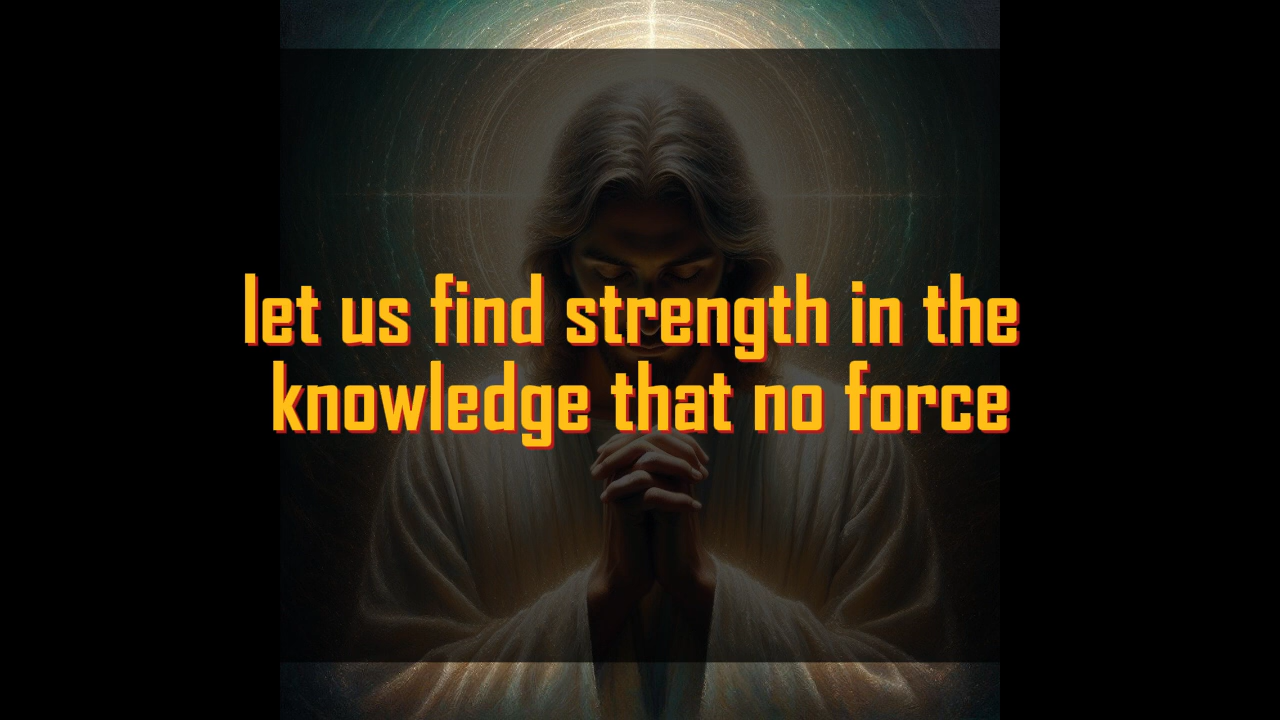 let us find strength in the
knowledge that no force